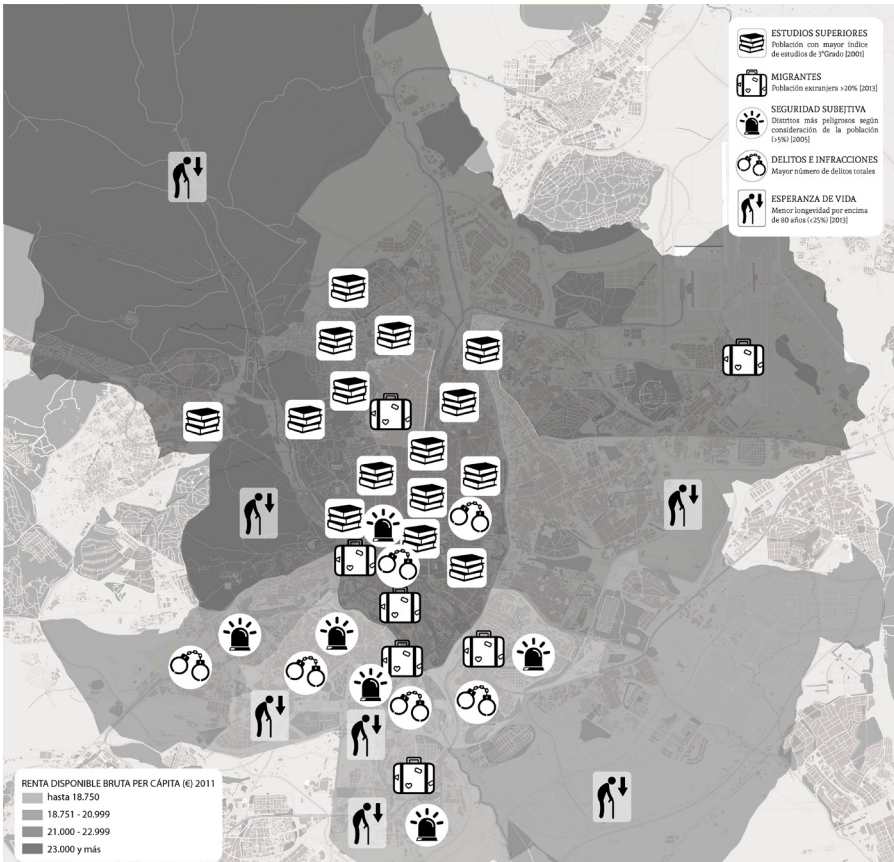 ESTUDIOS SUPERIORES
Población con mayor índice
de estudios de 3ºGrado [2001]
MIGRANTES
Población extranjera >20% [2013]
SEGURIDAD SUBEJTIVA
Distritos más peligrosos según
consideración de la población
(>5%) [2005]
DELITOS E INFRACCIONES
Mayor número de delitos totales
ESPERANZA DE VIDA
Menor longevidad por encima
de 80 años (<25%) [2013]
RENTA DISPONIBLE BRUTA PER CÁPITA (€) 2011
hasta 18.750
18.751 - 20.999
21.000 - 22.999
23.000 y más